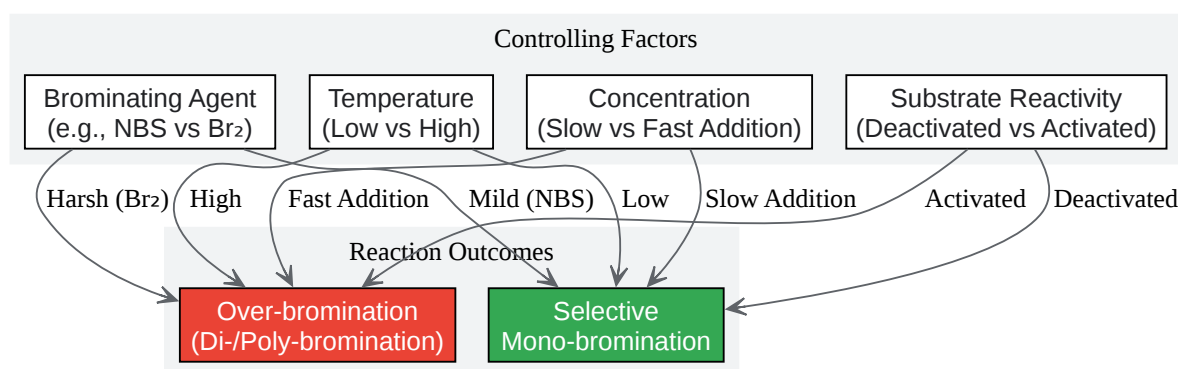 Controlling Factors
Brominating Agent
(e.g., NBS vs Br₂)
Temperature
(Low vs High)
Concentration
(Slow vs Fast Addition)
Substrate Reactivity
(Deactivated vs Activated)
Harsh (Br₂)
High
Fast Addition
Mild (NBS)
Low
Slow Addition
Activated
Deactivated
Reaction Outcomes
Over-bromination
(Di-/Poly-bromination)
Selective
Mono-bromination